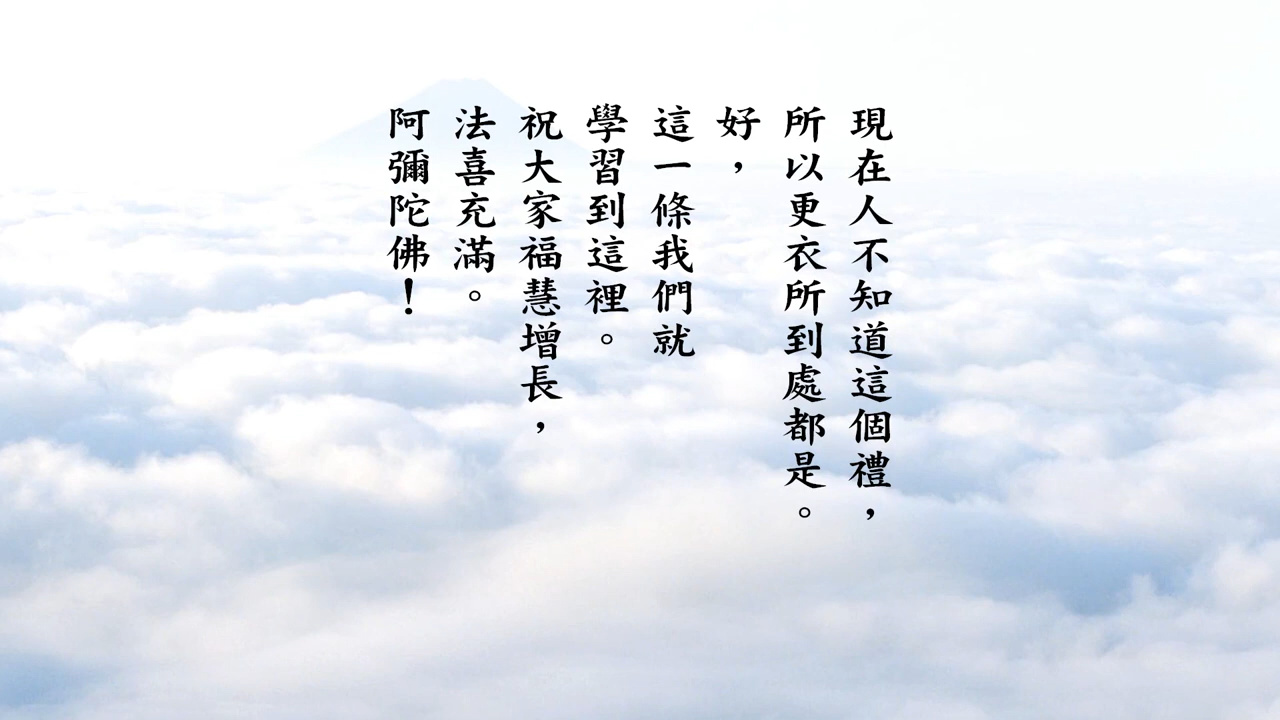 現在人不知道這個禮，
所以更衣所到處都是。
好，
這一條我們就
學習到這裡。
祝大家福慧增長，
法喜充滿。
阿彌陀佛！